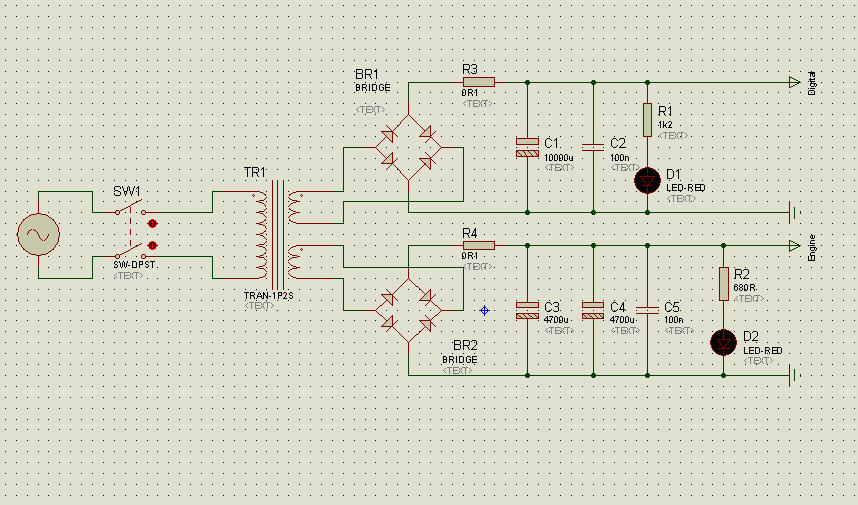 BR1
BRIDGE
<TEXT>
R3
0R1
<TEXT>
Digital
R1
1k2
<TEXT>
C1
10000u
<TEXT>
C2
100n
<TEXT>
D1
LED-RED
<TEXT>
TR1
TRAN-1P2S
<TEXT>
SW1
SW-DPST
<TEXT>
R4
0R1
<TEXT>
Engine
R2
680R
<TEXT>
C3
4700u
<TEXT>
C4
4700u
<TEXT>
C5
100n
<TEXT>
D2
LED-RED
<TEXT>
BR2
BRIDGE
<TEXT>